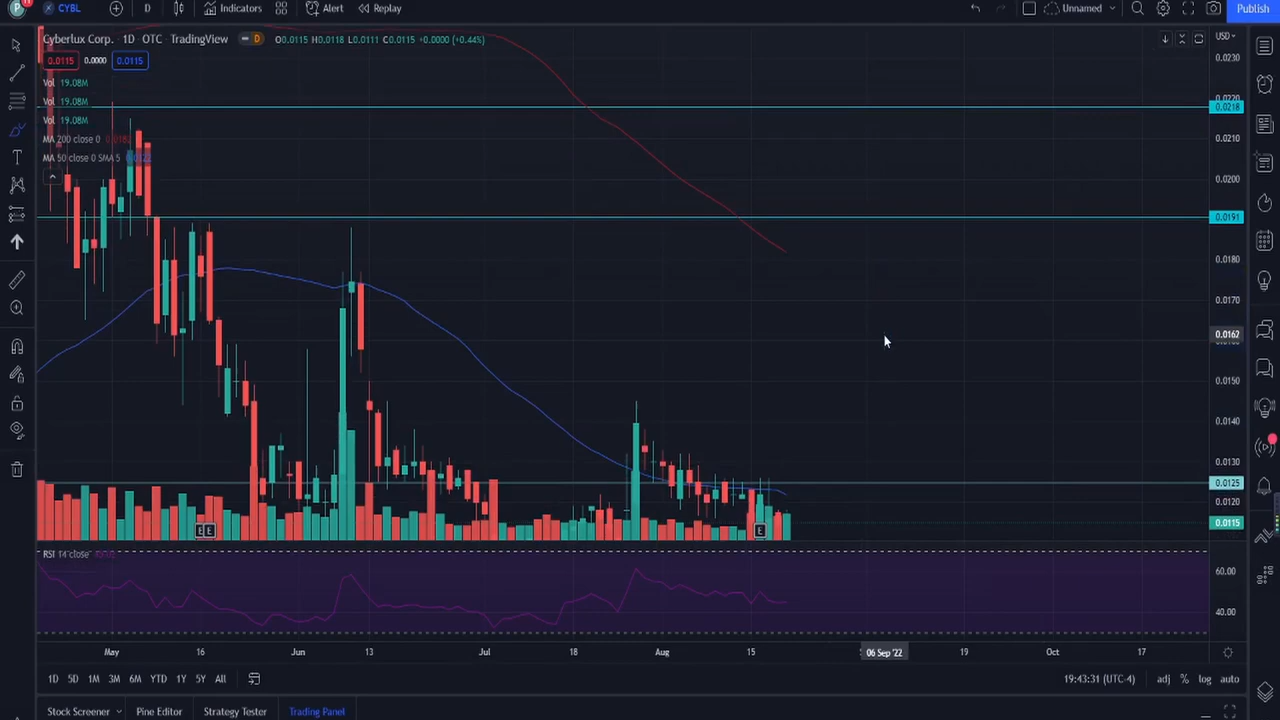 P
11
CYBL
D
Indicators
Alert
Replay
Unnamed
Publish
Cyberlux Corp. 1D OTC TradingView
D
O0.0115 H0.0118 L0.0111 C0.0115 +0.0000 (+0.44%)
USD
0.0115
0.0000
0.0115
0.0230
Vol 19.08M
Vol 19.08M
0.0220
0.0218
Vol 19.08M
MA 200 close 0
0.0210
MA 50 close 0 SMA 5 0.0122
0.0200
0.0191
0.0180
0.0170
0.0162
0.0150
0.0140
0.0130
0.0125
0.0120
0.0115
E
E
E
RSI 14 close
60.00
40.00
May
16
Jun
13
Jul
18
Aug
15
06 Sep '22
19
Oct
17
1D
5D
1M
3M
6M
YTD
1Y
5Y
All
19:43:31 (UTC-4)
adj
%
log
auto
Stock Screener
Pine Editor
Strategy Tester
Trading Panel